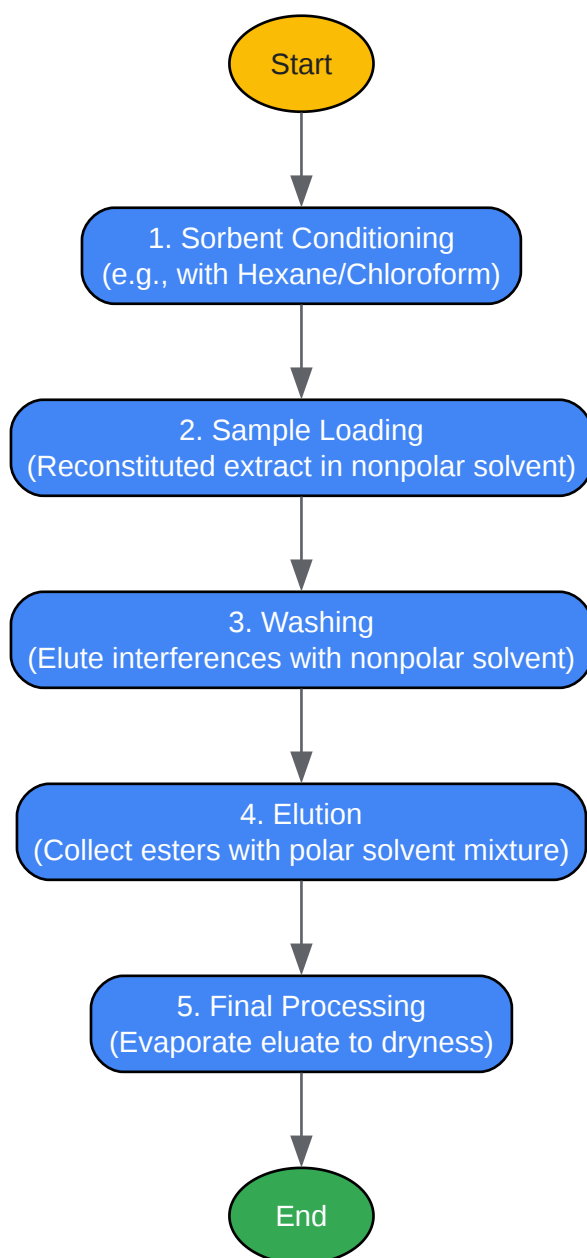 Start
1. Sorbent Conditioning
(e.g., with Hexane/Chloroform)
2. Sample Loading
(Reconstituted extract in nonpolar solvent)
3. Washing
(Elute interferences with nonpolar solvent)
4. Elution
(Collect esters with polar solvent mixture)
5. Final Processing
(Evaporate eluate to dryness)
End